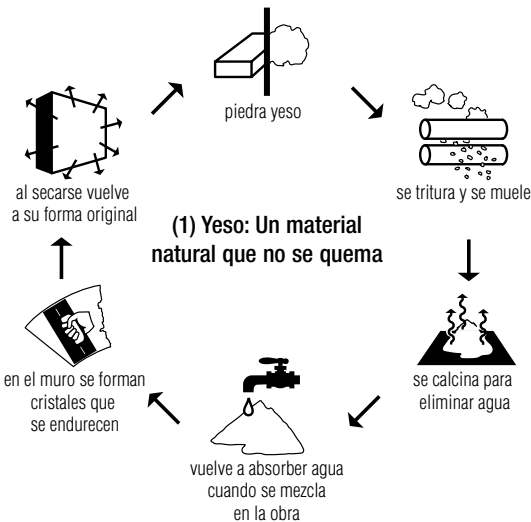 piedra yeso
se tritura y se muele
se calcina para
eliminar agua
vuelve a absorber agua
cuando se mezcla
en la obra
en el muro se forman
cristales que
se endurecen
al secarse vuelve
a su forma original
(1) Yeso: Un material
natural que no se quema